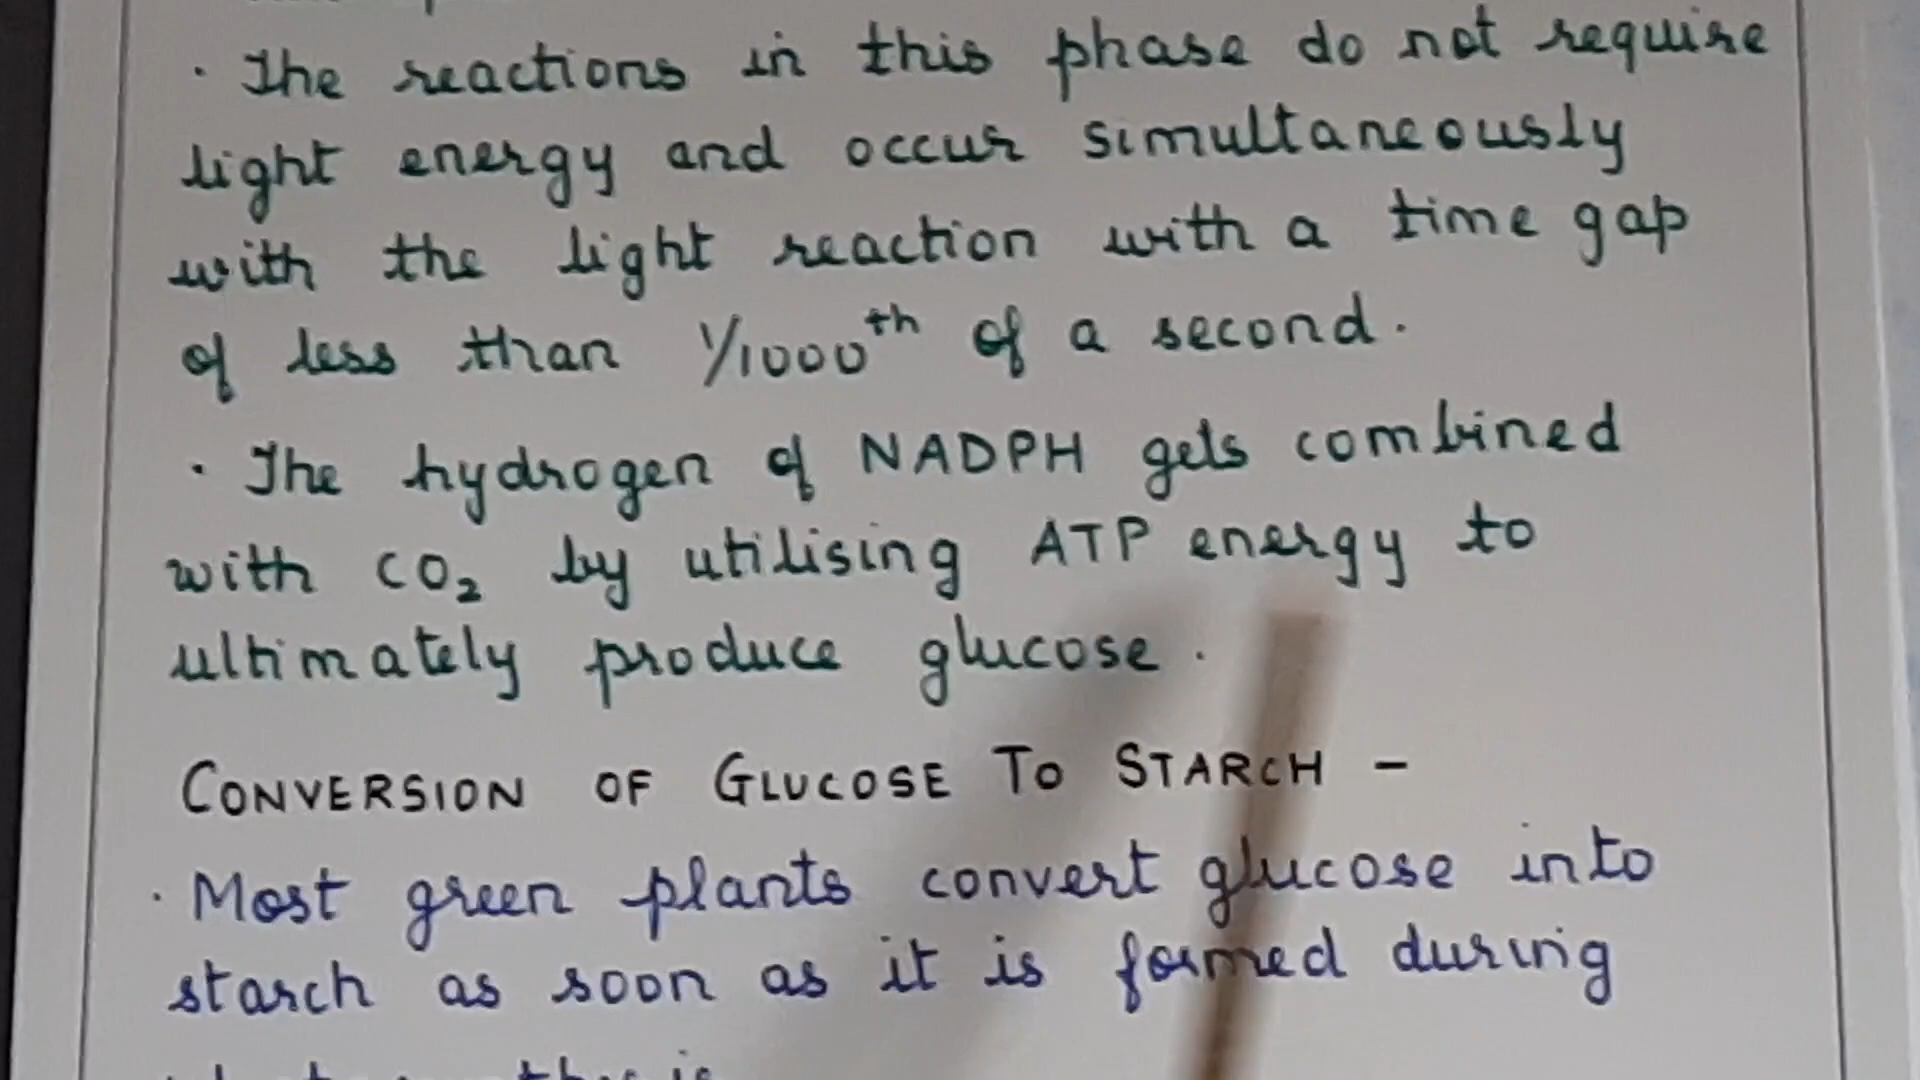 · The reactions in this phase do not require
light energy and occur simultaneously
with the light reaction with a time gap
of less than 1/1000th of a second.
· The hydrogen of NADPH gets combined
with CO₂ by utilising ATP energy to
ultimately produce glucose.
CONVERSION OF GLUCOSE TO STARCH -
· Most green plants convert glucose into
starch as soon as it is formed during